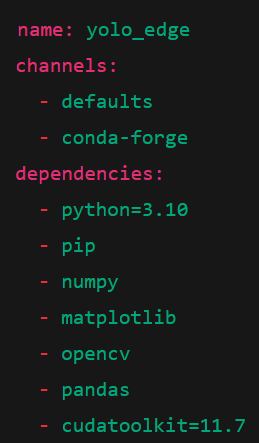 name: yolo_edge
channels:
  - defaults
  - conda-forge
dependencies:
  - python=3.10
  - pip
  - numpy
  - matplotlib
  - opencv
  - pandas
  - cudatoolkit=11.7